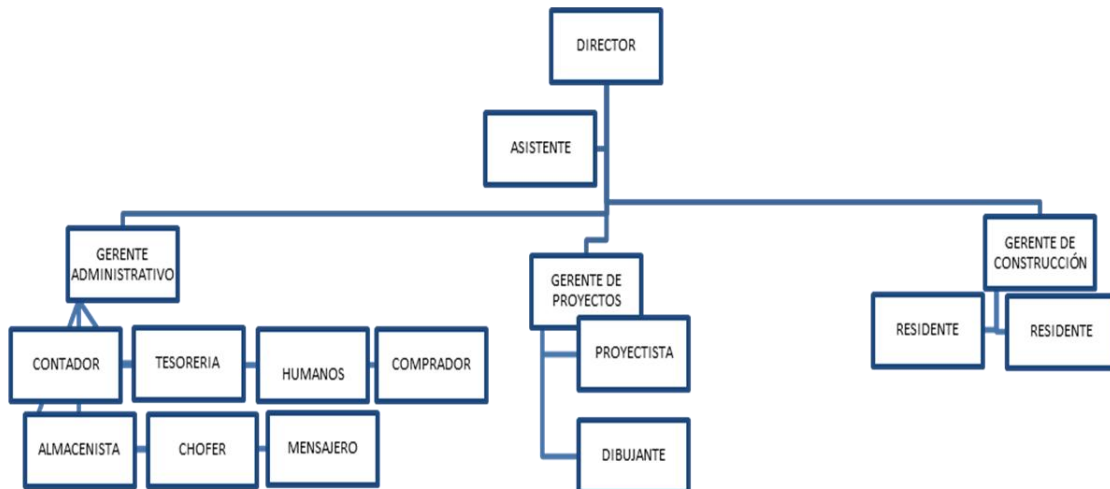 DIRECTOR
ASISTENTE
GERENTE
ADMINISTRATIVO
GERENTE DE
PROYECTOS
GERENTE DE
CONSTRUCCIÓN
CONTADOR
TESORERIA
HUMANOS
COMPRADOR
PROYECTISTA
RESIDENTE
RESIDENTE
ALMACENISTA
CHOFER
MENSAJERO
DIBUJANTE